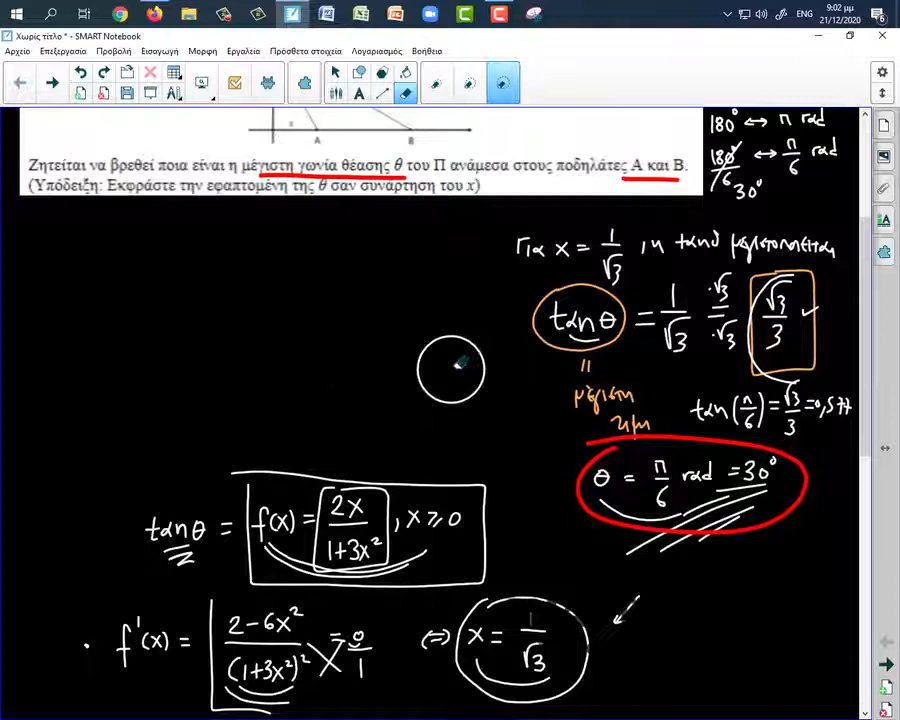 9:02 μμ
ENG
21/12/2020
Χωρίς τίτλο * - SMART Notebook
Αρχείο Επεξεργασία Προβολή Εισαγωγή Μορφή Εργαλεία Πρόσθετα στοιχεία Λογαριασμός Βοήθεια
x
A B
Ζητείται να βρεθεί ποια είναι η μέγιστη γωνία θέασης θ του Π ανάμεσα στους ποδηλάτες Α και Β.
(Υπόδειξη: Εκφράστε την εφαπτομένη της θ σαν συνάρτηση του x)
180° ↔ π rad
180°/6 ↔ π/6 rad
30°
Για x = 1/√3 , η tanθ μεγιστοποιείται
tanθ = 1/√3 ·√3/·√3 = √3/3 ✓
=
μέγιστη
τιμή
tan(π/6) = √3/3 = 0,577
θ = π/6 rad = 30°
tanθ = f(x) = 2x/(1+3x²) , x ≥ 0
· f'(x) = (2-6x²)/(1+3x²)² = 0/1 ⇔ x = 1/√3